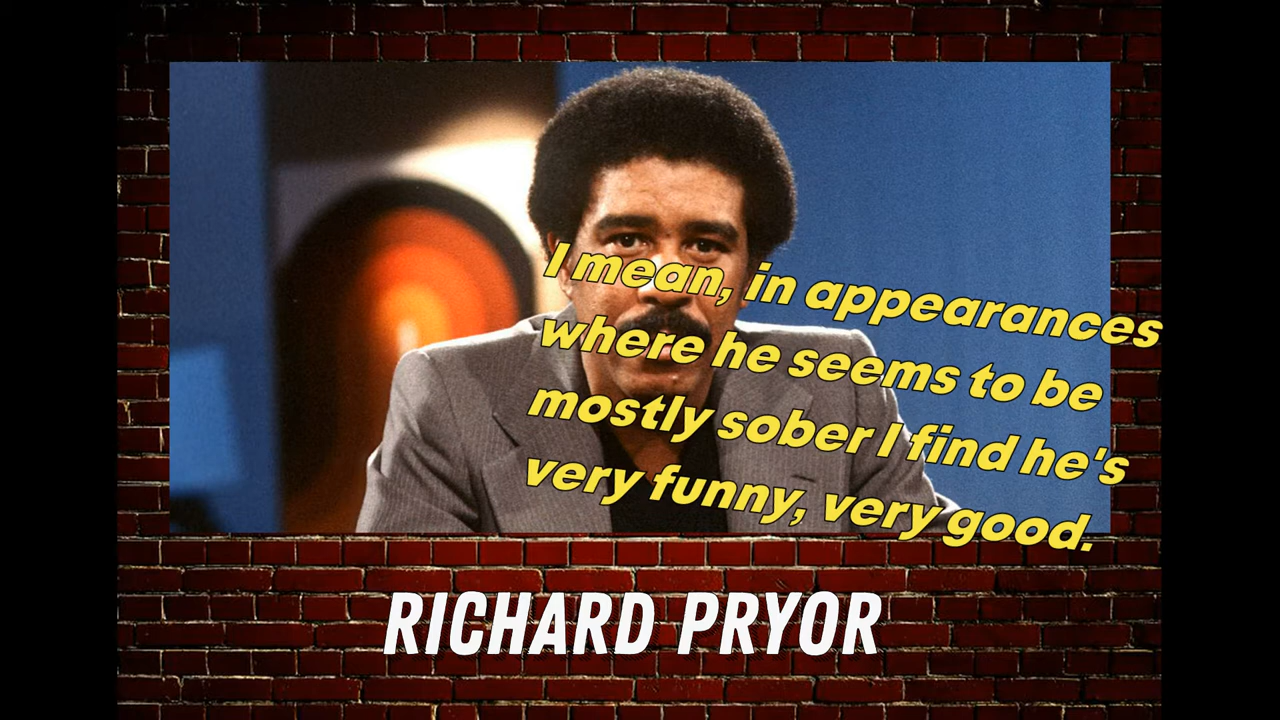 I mean, in appearances
where he seems to be
mostly sober I find he's
very funny, very good.
RICHARD PRYOR